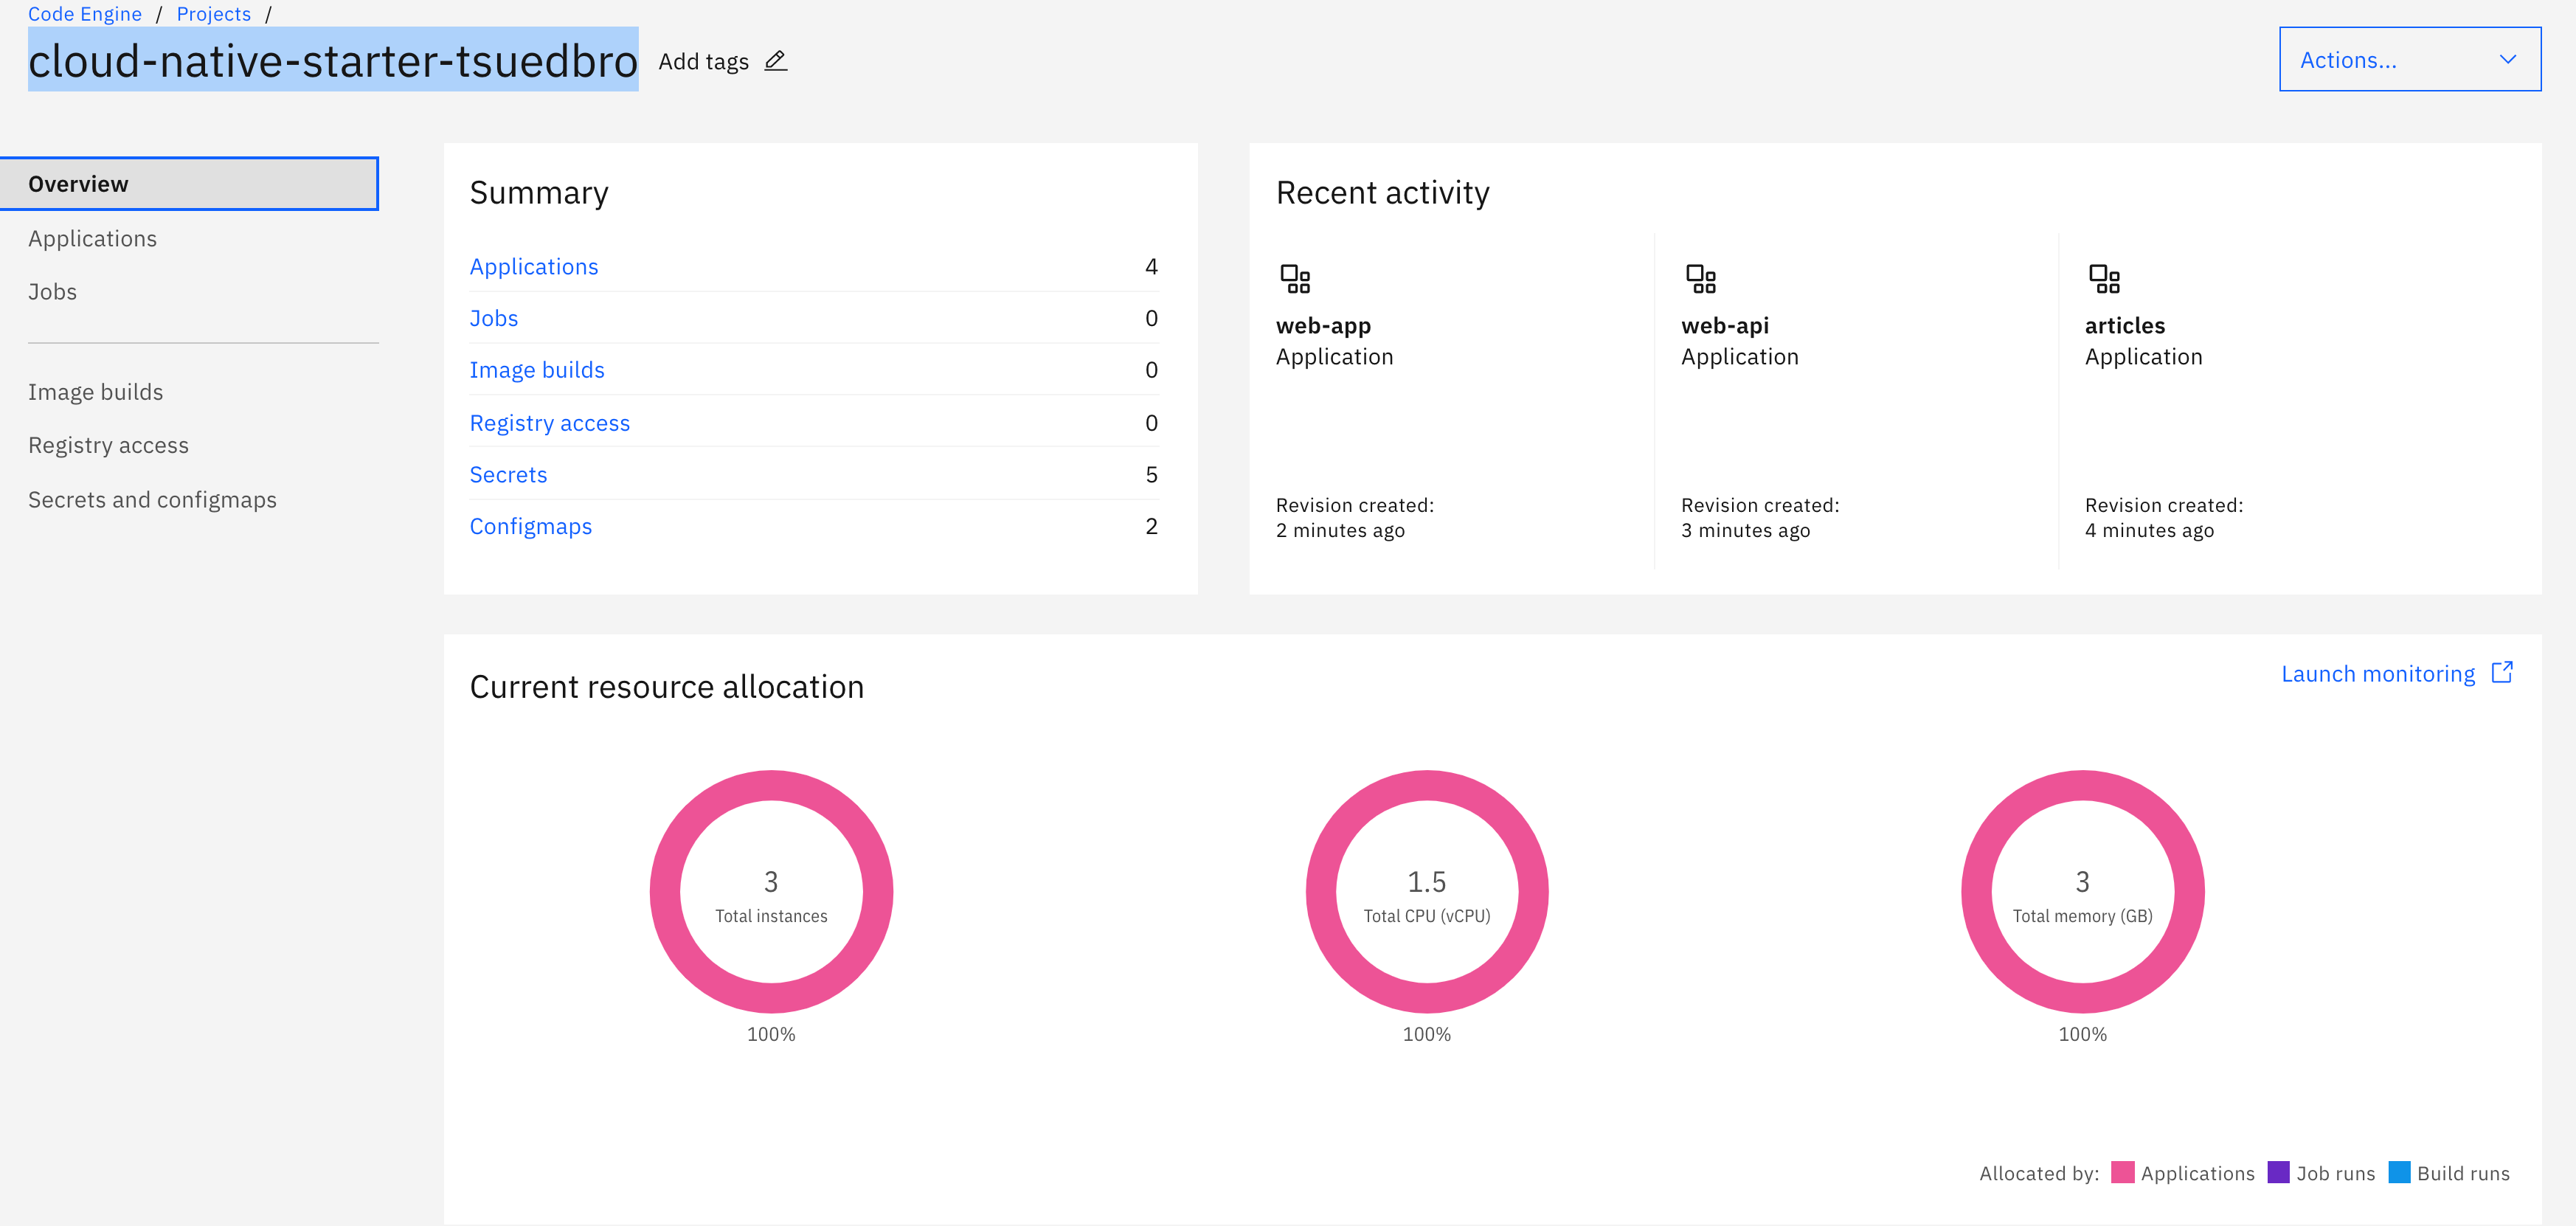 Code Engine / Projects /
cloud-native-starter-tsuedbro Add tags
Actions...
Overview
Applications
Jobs
Image builds
Registry access
Secrets and configmaps
Summary
Applications 4
Jobs 0
Image builds 0
Registry access 0
Secrets 5
Configmaps 2
Recent activity
web-app
Application
Revision created:
2 minutes ago
web-api
Application
Revision created:
3 minutes ago
articles
Application
Revision created:
4 minutes ago
Current resource allocation
Launch monitoring
3
Total instances
100%
1.5
Total CPU (vCPU)
100%
3
Total memory (GB)
100%
Allocated by: Applications Job runs Build runs